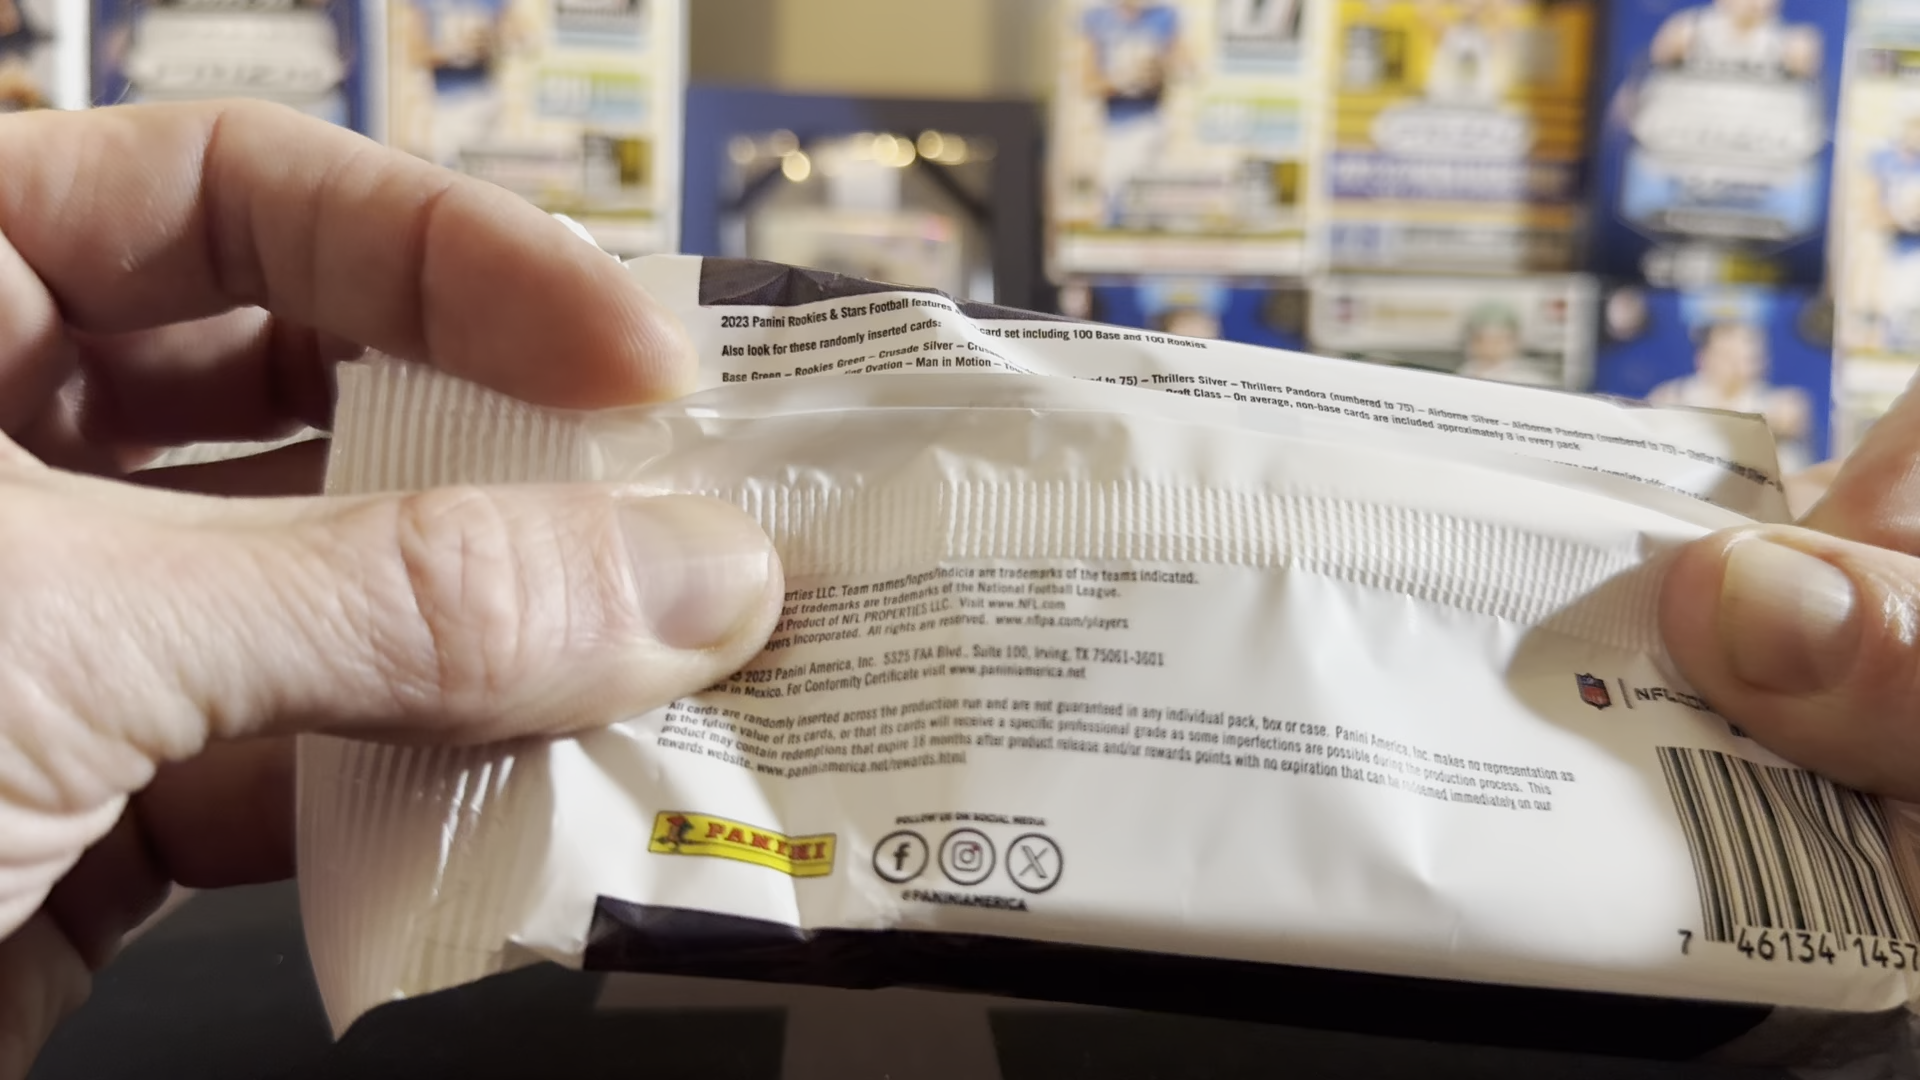 2023 Panini Rookies & Stars Football features card set including 100 Base and 100 Rookies
Also look for these randomly inserted cards:
Base Green – Rookies Green – Crusade Silver – to 75) – Thrillers Silver – Thrillers Pandora (numbered to 75) – Airborne Silver – Airborne Pandora (numbered to 75) –
Ovation – Man in Motion – Draft Class – On average, non-base cards are included approximately 8 in every pack
erties LLC. Team names/logos/indicia are trademarks of the teams indicated.
ted trademarks are trademarks of the National Football League.
d Product of NFL PROPERTIES LLC. Visit www.NFL.com
ayers Incorporated. All rights are reserved. www.nflpa.com/players
© 2023 Panini America, Inc. 5325 FAA Blvd., Suite 100, Irving, TX 75061-3601
ed in Mexico. For Conformity Certificate visit www.paniniamerica.net
All cards are randomly inserted across the production run and are not guaranteed in any individual pack, box or case. Panini America, Inc. makes no representation as
to the future value of its cards, or that its cards will receive a specific professional grade as some imperfections are possible during the production process. This
product may contain redemptions that expire 18 months after product release and/or rewards points with no expiration that can be redeemed immediately on our
rewards website. www.paniniamerica.net/rewards.html
NFL
PANINI
FOLLOW US ON SOCIAL MEDIA
@PANINIAMERICA
7 46134 1457